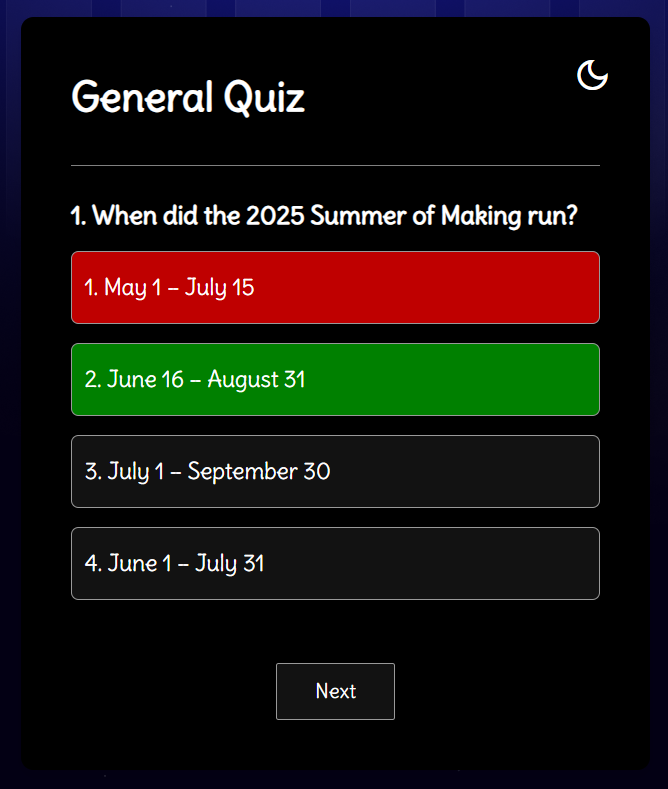 General Quiz
1. When did the 2025 Summer of Making run?
1. May 1 – July 15
2. June 16 – August 31
3. July 1 – September 30
4. June 1 – July 31
Next